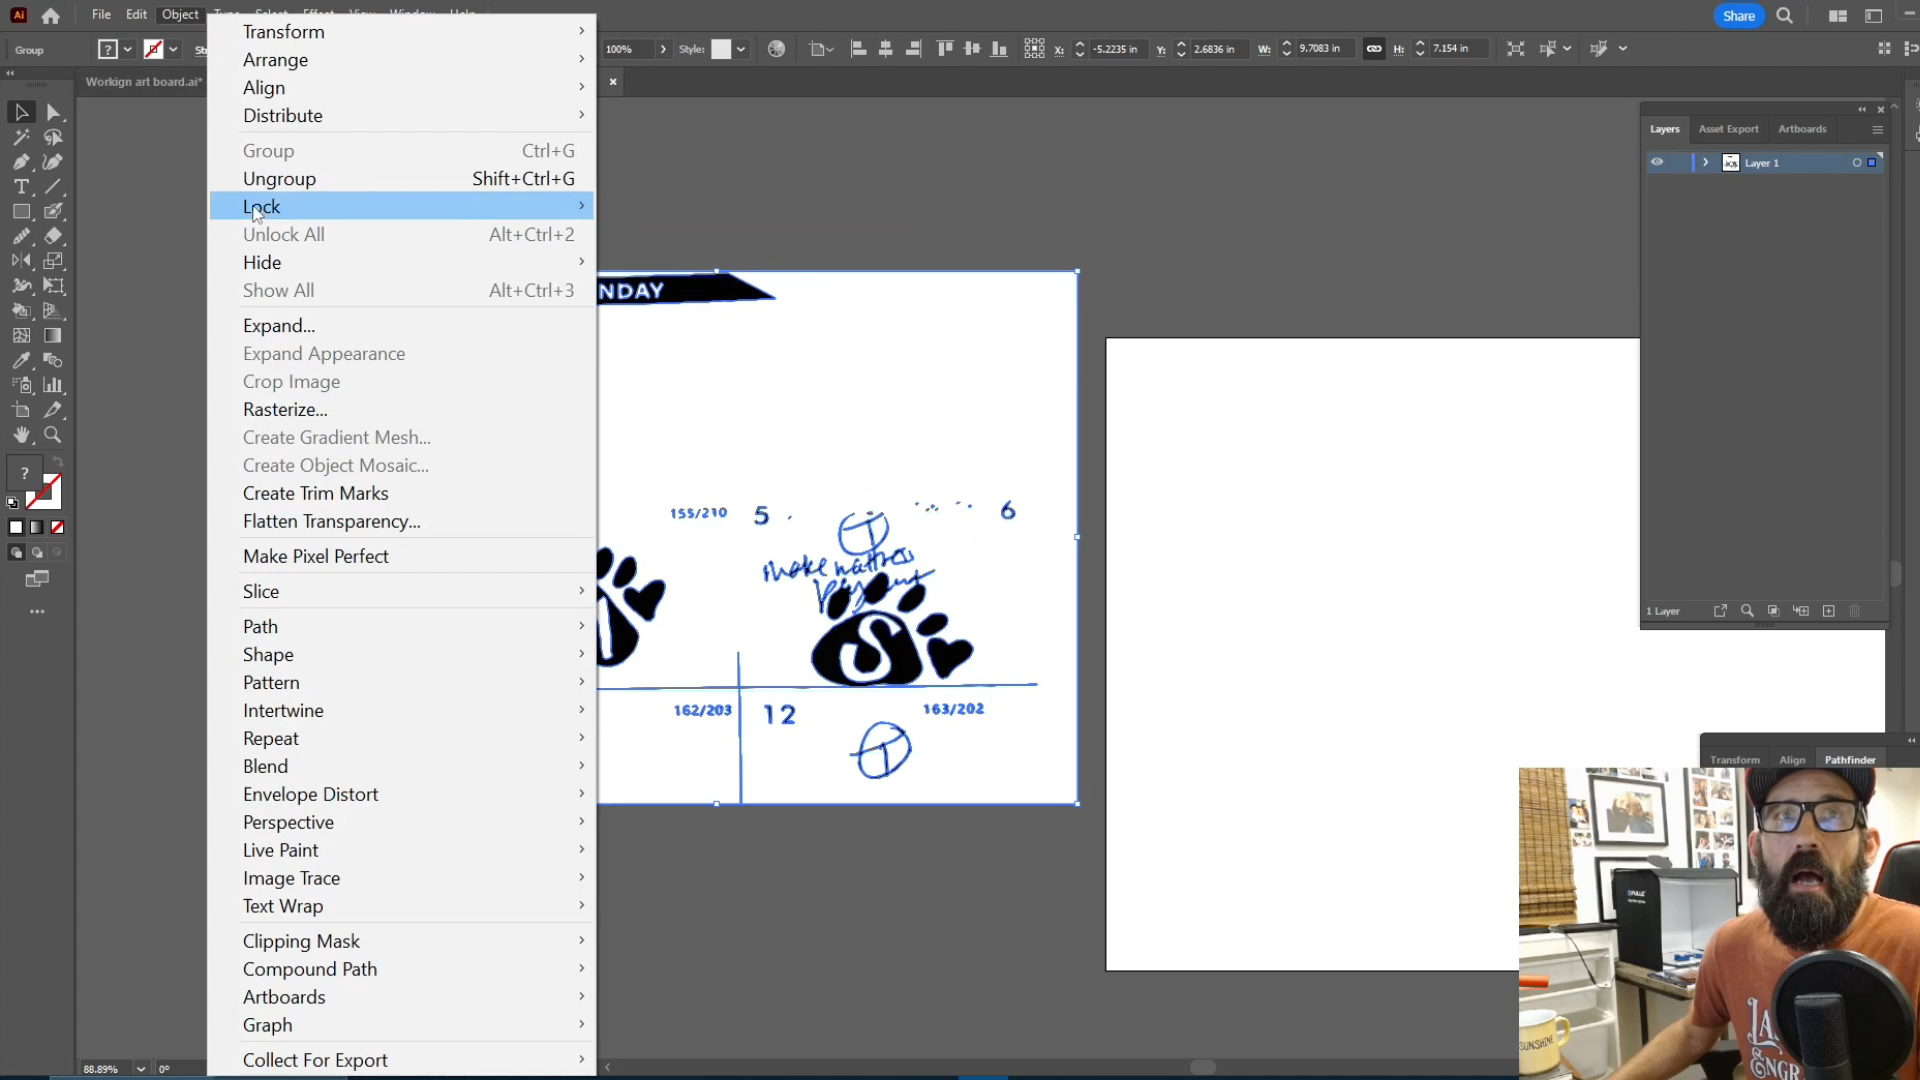 Ai File Edit Object Type Select Effect View Window Help Share
Group ? 100% Style: X: -5.2235 in Y: 2.6836 in W: 9.7083 in H: 7.154 in
Workign art board.ai*
Transform
Arrange
Align
Distribute
Group Ctrl+G
Ungroup Shift+Ctrl+G
Lock
Unlock All Alt+Ctrl+2
Hide
Show All Alt+Ctrl+3
Expand...
Expand Appearance
Crop Image
Rasterize...
Create Gradient Mesh...
Create Object Mosaic...
Create Trim Marks
Flatten Transparency...
Make Pixel Perfect
Slice
Path
Shape
Pattern
Intertwine
Repeat
Blend
Envelope Distort
Perspective
Live Paint
Image Trace
Text Wrap
Clipping Mask
Compound Path
Artboards
Graph
Collect For Export
NDAY
155/210 5 6
T
make mattress
payment
S
162/203 12 163/202
T
Layers Asset Export Artboards
Layer 1
1 Layer
Transform Align Pathfinder
88.89% 0°
PULUZ
SUNSHINE